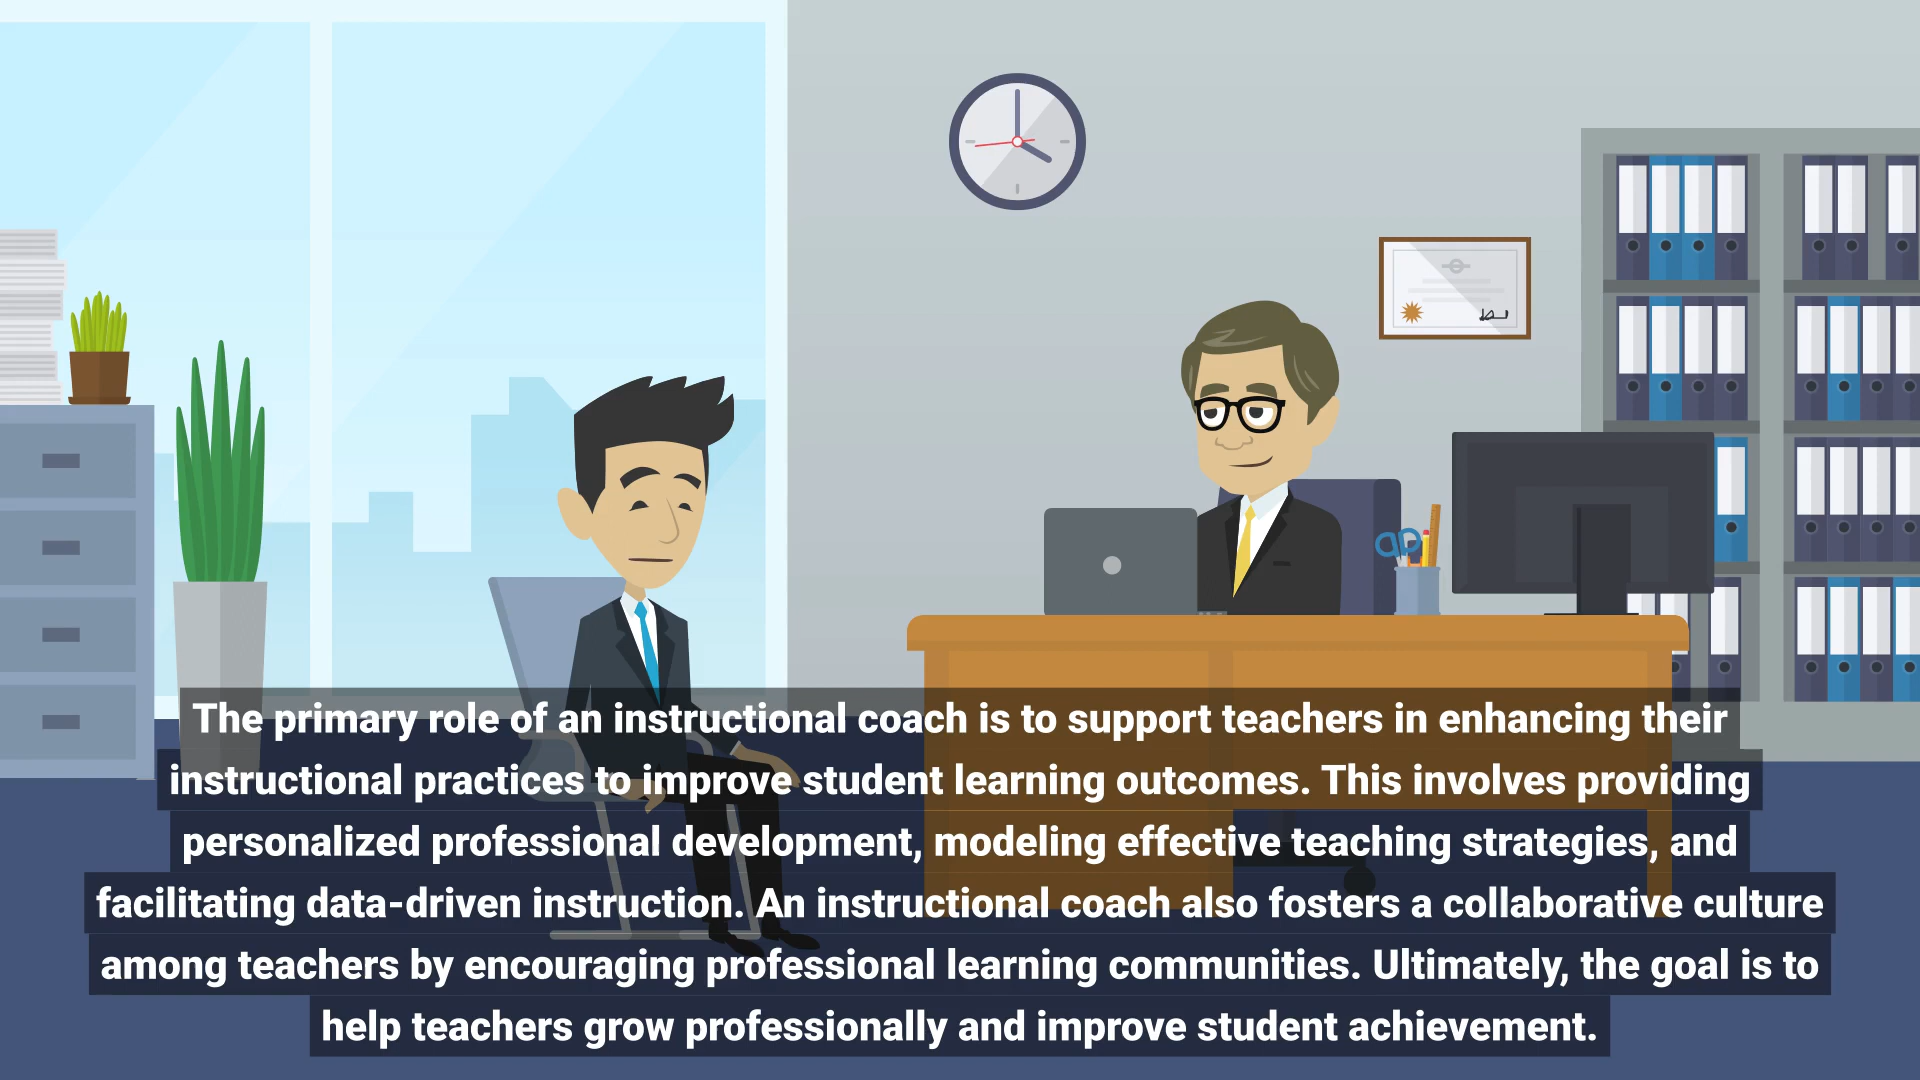 The primary role of an instructional coach is to support teachers in enhancing their
instructional practices to improve student learning outcomes. This involves providing
personalized professional development, modeling effective teaching strategies, and
facilitating data-driven instruction. An instructional coach also fosters a collaborative culture
among teachers by encouraging professional learning communities. Ultimately, the goal is to
help teachers grow professionally and improve student achievement.